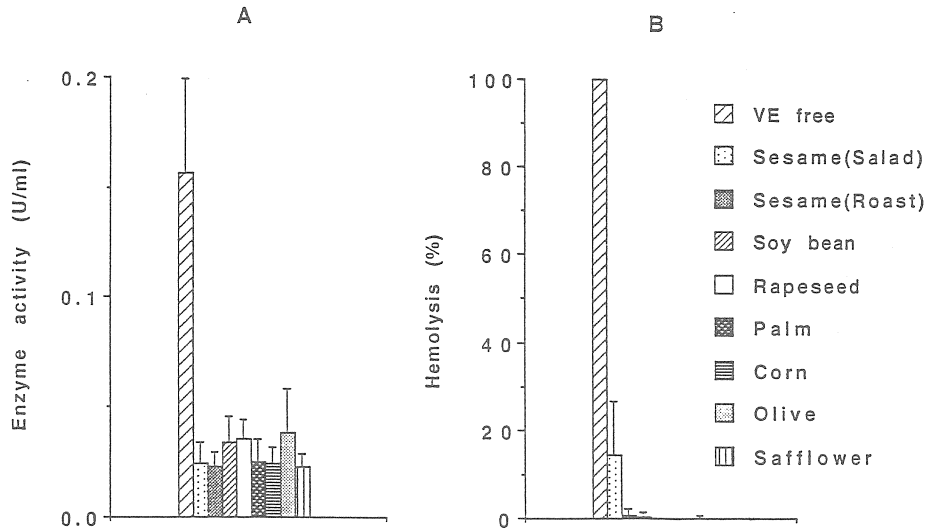 A
B
0.2
0.1
0.0
Enzyme activity (U/ml)
100
80
60
40
20
0
Hemolysis (%)
VE free
Sesame(Salad)
Sesame(Roast)
Soy bean
Rapeseed
Palm
Corn
Olive
Safflower